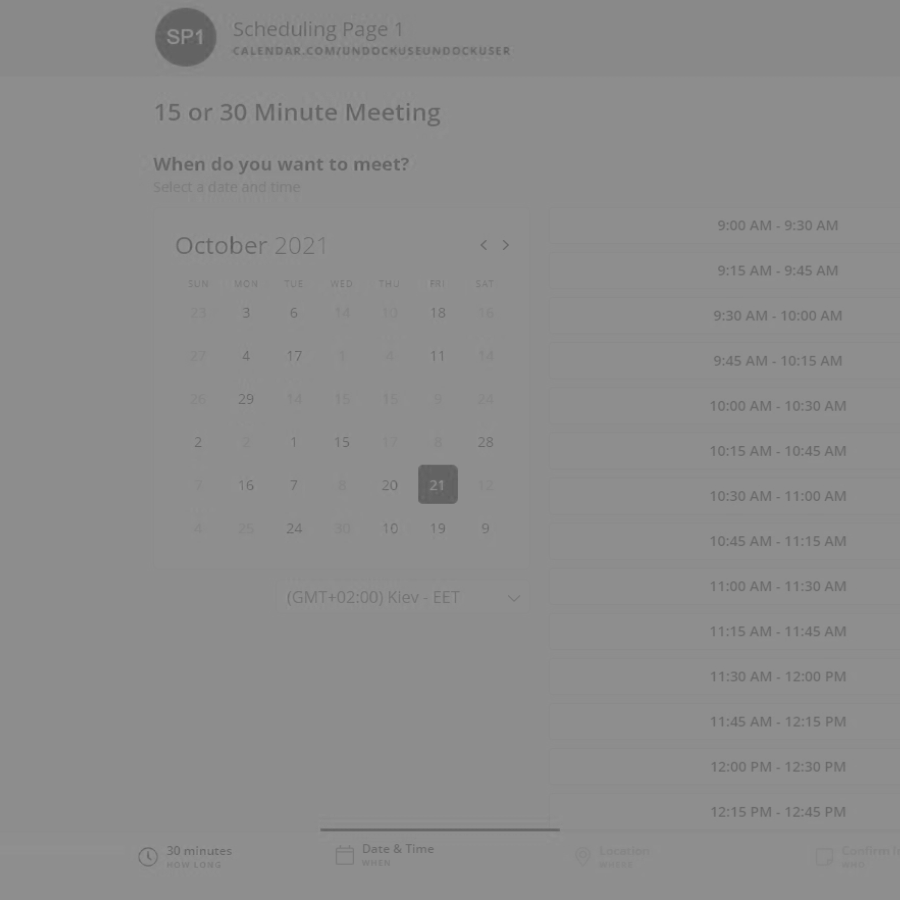 SP1
Scheduling Page 1
CALENDAR.COM/UNDOCKUSEUNDOCKUSER
15 or 30 Minute Meeting
When do you want to meet?
Select a date and time
October 2021
SUN MON TUE WED THU FRI SAT
23 3 6 14 10 18 16
27 4 17 3 4 11 14
26 29 14 15 15 9 24
2 2 1 15 17 8 28
7 16 7 8 20 21 12
4 25 24 30 10 19 9
(GMT+02:00) Kiev - EET
9:00 AM - 9:30 AM
9:15 AM - 9:45 AM
9:30 AM - 10:00 AM
9:45 AM - 10:15 AM
10:00 AM - 10:30 AM
10:15 AM - 10:45 AM
10:30 AM - 11:00 AM
10:45 AM - 11:15 AM
11:00 AM - 11:30 AM
11:15 AM - 11:45 AM
11:30 AM - 12:00 PM
11:45 AM - 12:15 PM
12:00 PM - 12:30 PM
12:15 PM - 12:45 PM
30 minutes
HOW LONG
Date & Time
WHEN
Location
WHERE
Confirm
WHO